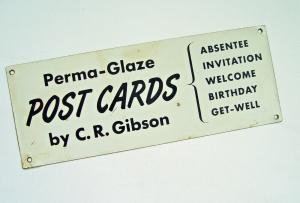 Perma-Glaze
POST CARDS
by C.R. Gibson
ABSENTEE
INVITATION
WELCOME
BIRTHDAY
GET-WELL